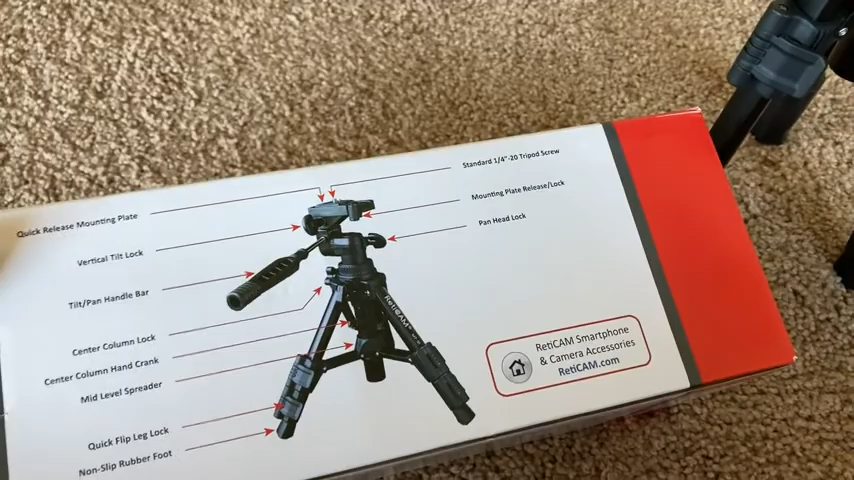 Quick Release Mounting Plate
Vertical Tilt Lock
Tilt/Pan Handle Bar
Center Column Lock
Center Column Hand Crank
Mid Level Spreader
Quick Flip Leg Lock
Non-Slip Rubber Foot
Standard 1/4"-20 Tripod Screw
Mounting Plate Release/Lock
Pan Head Lock
RetiCAM
RetiCAM Smartphone
& Camera Accessories
RetiCAM.com